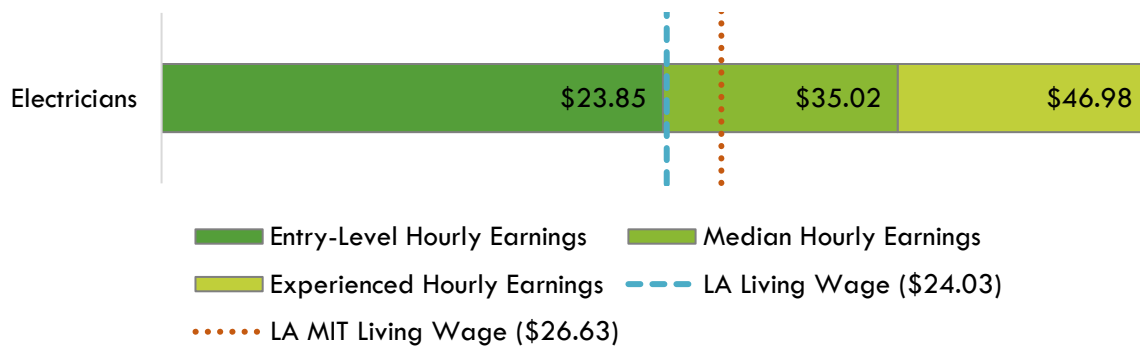 Electricians $23.85 $35.02 $46.98
Entry-Level Hourly Earnings Median Hourly Earnings
Experienced Hourly Earnings LA Living Wage ($24.03)
LA MIT Living Wage ($26.63)